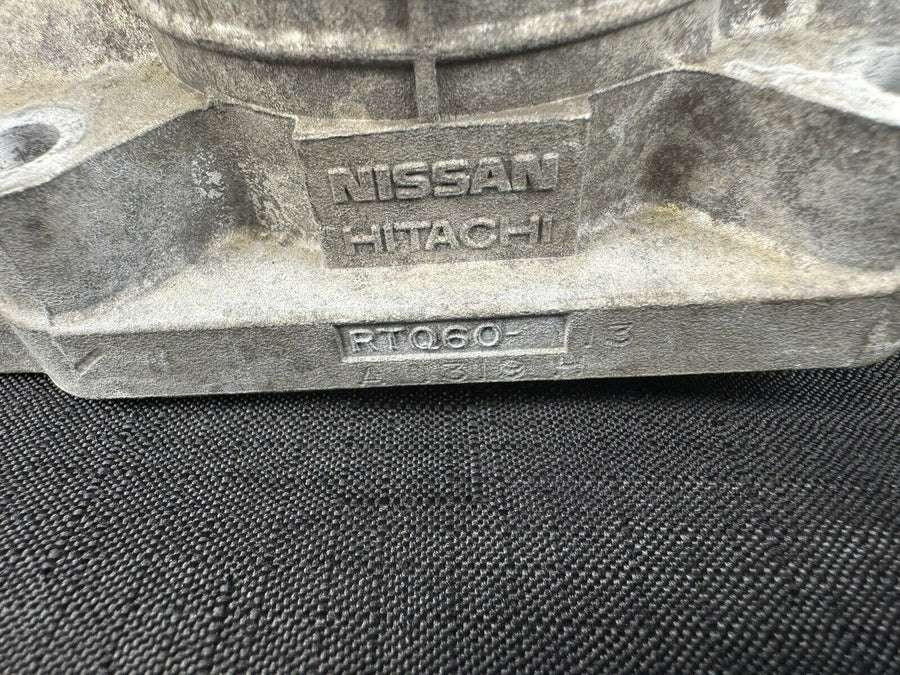 NISSAN
HITACHI
RTQ60- 13
A